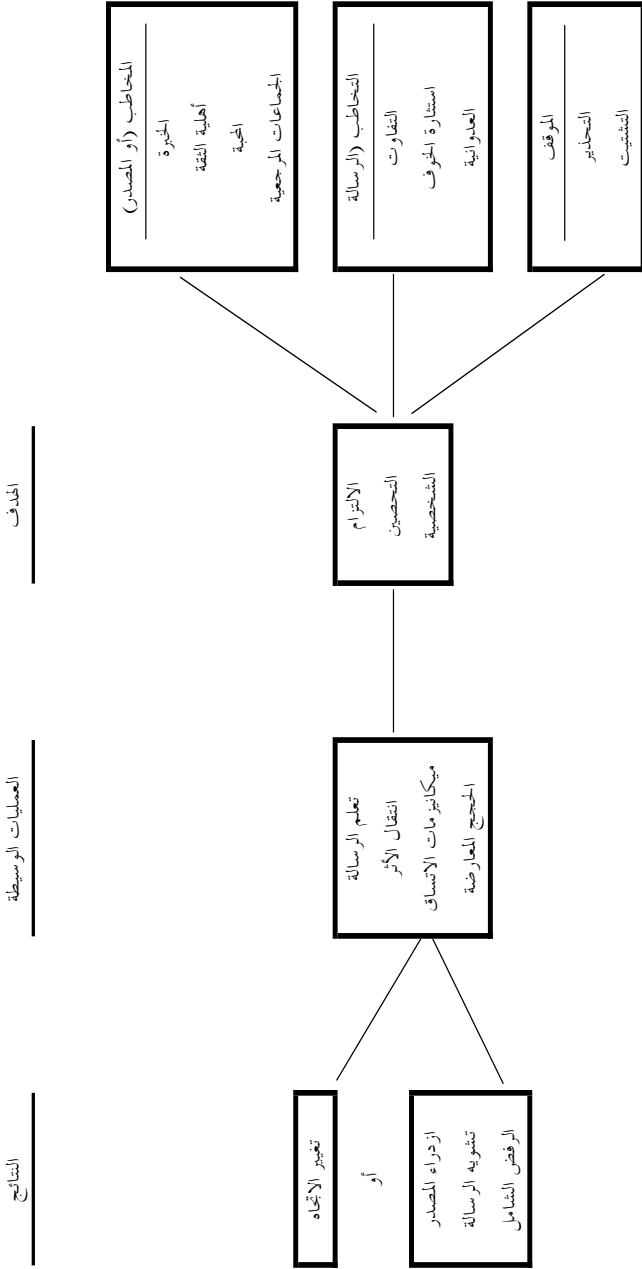 المخاطب (أو المصدر)
الخبرة
أهلية الثقة
المحبة
الجماعات المرجعية
التخاطب (الرسالة
التفاوت
استثارة الخوف
العدوانية
الموقف
التحذير
التشتيت
الهدف
الالتزام
التحصين
الشخصية
العمليات الوسيطة
تعلم الرسالة
انتقال الأثر
ميكانيزمات الاتساق
الحجج المعارضة
النتائج
تغيير الاتجاه
أو
ازدراء المصدر
تشويه الرسالة
الرفض الشامل